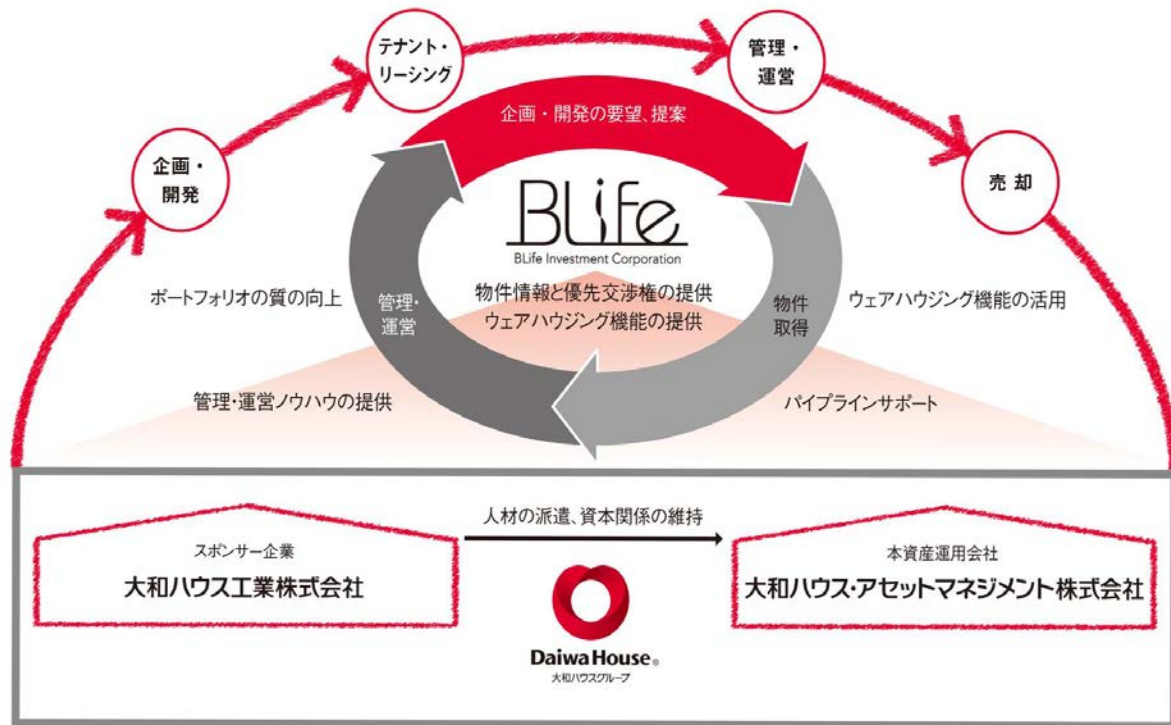 テナント・
リーシング
管理・
運営
企画・開発の要望、提案
企画・
開発
売 却
BLife
BLife Investment Corporation
ポートフォリオの質の向上
管理・
運営
物件情報と優先交渉権の提供
ウェアハウジング機能の提供
物件
取得
ウェアハウジング機能の活用
管理・運営ノウハウの提供
パイプラインサポート
人材の派遣、資本関係の維持
スポンサー企業
大和ハウス工業株式会社
本資産運用会社
大和ハウス・アセットマネジメント株式会社
Daiwa House®
大和ハウスグループ